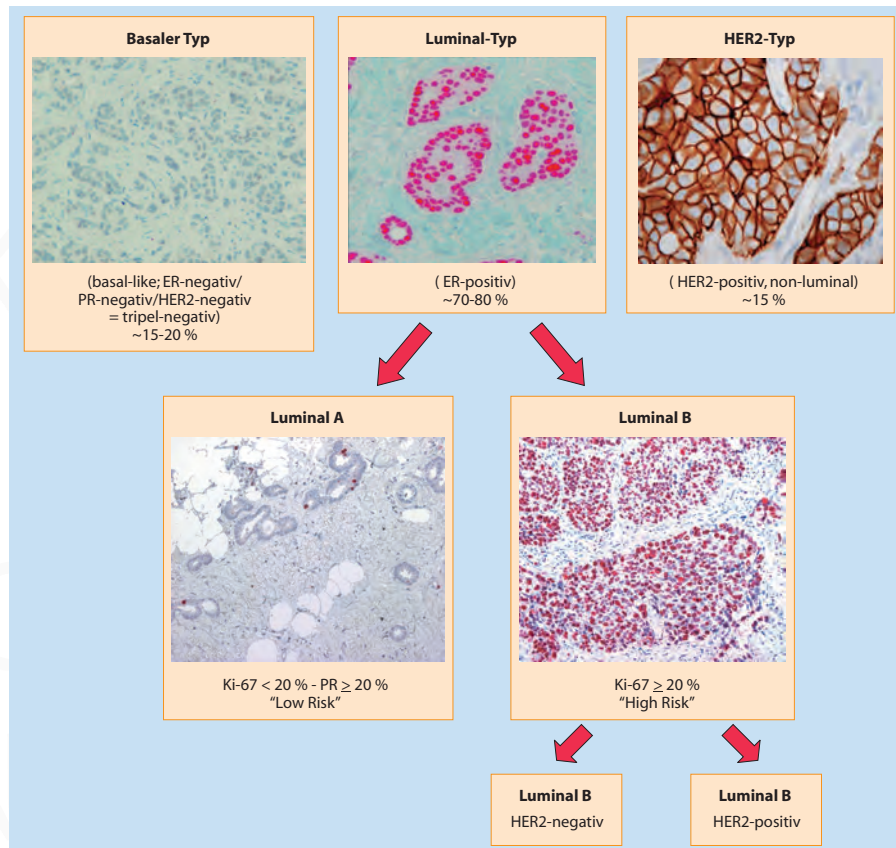 Basaler Typ
(basal-like; ER-negativ/
PR-negativ/HER2-negativ
= tripel-negativ)
~15-20 %
Luminal-Typ
( ER-positiv)
~70-80 %
HER2-Typ
( HER2-positiv, non-luminal)
~15 %
Luminal A
Ki-67 < 20 % - PR ≥ 20 %
“Low Risk”
Luminal B
Ki-67 ≥ 20 %
“High Risk”
Luminal B
HER2-negativ
Luminal B
HER2-positiv